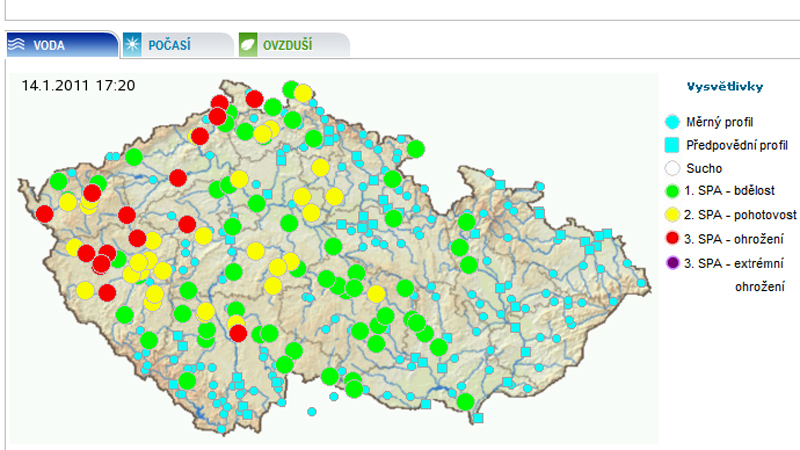 VODA
POČASÍ
OVZDUŠÍ
14.1.2011 17:20
Vysvětlivky
Měrný profil
Předpovědní profil
Sucho
1. SPA - bdělost
2. SPA - pohotovost
3. SPA - ohrožení
3. SPA - extrémní
ohrožení